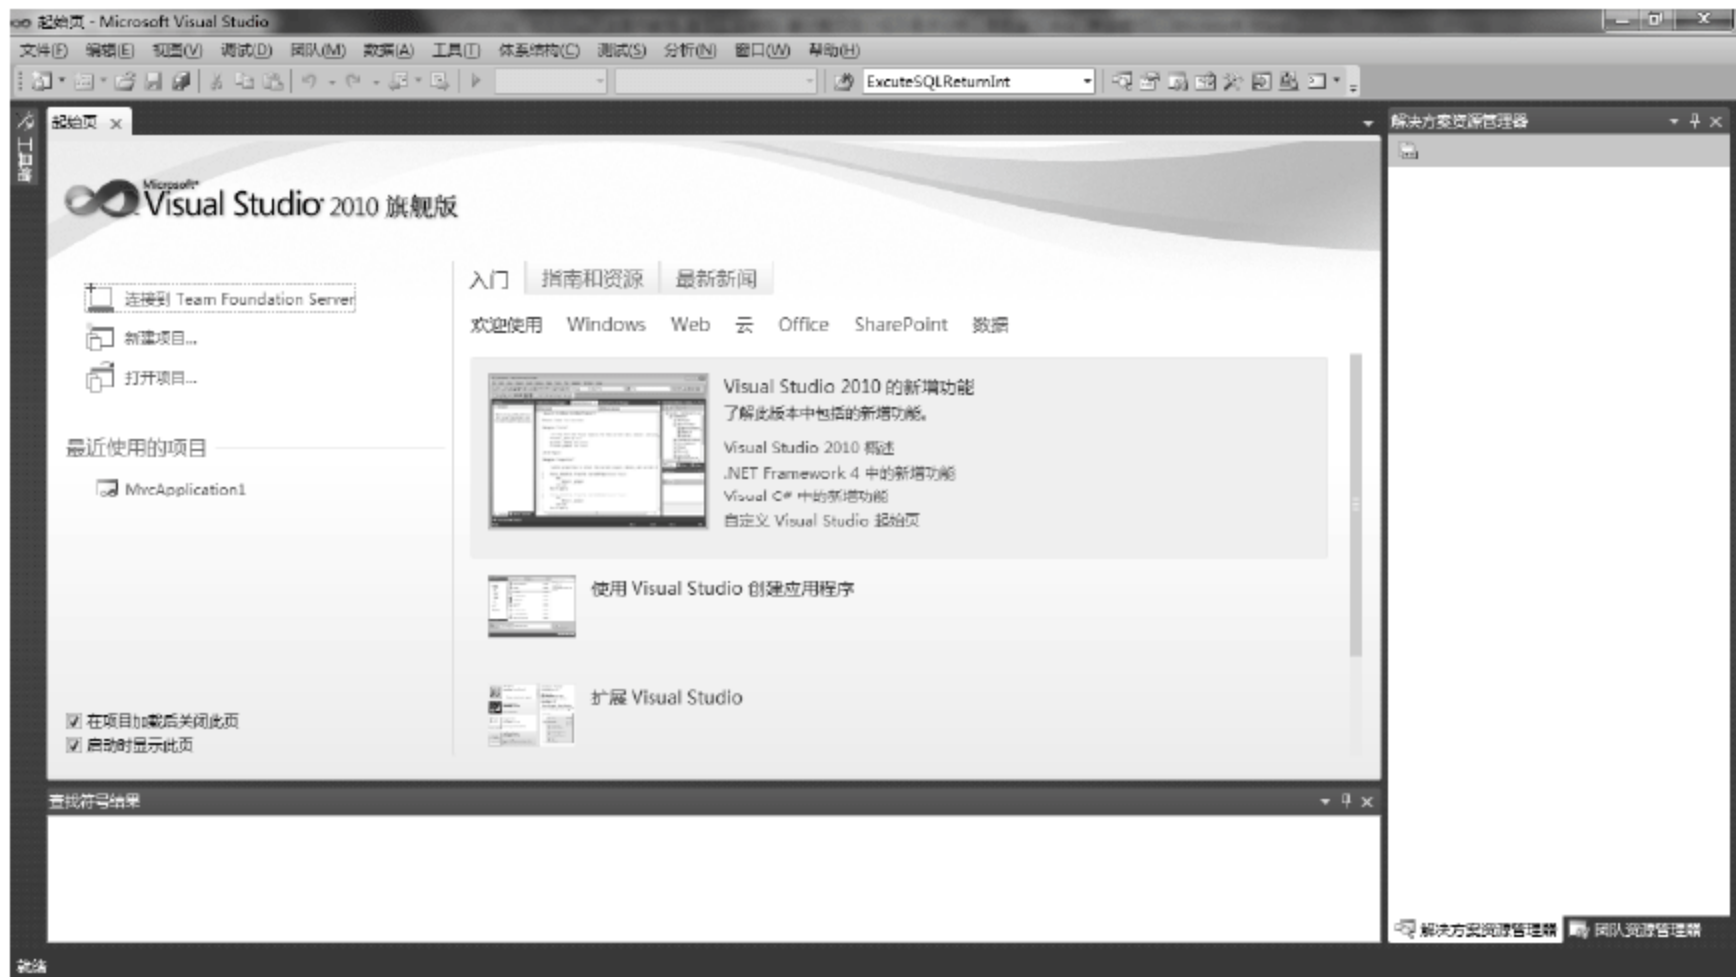 起始页 - Microsoft Visual Studio
文件(F) 编辑(E) 视图(V) 调试(D) 团队(M) 数据(A) 工具(T) 体系结构(C) 测试(S) 分析(N) 窗口(W) 帮助(H)
ExcuteSQLReturnInt
工具箱
起始页
Microsoft
Visual Studio 2010 旗舰版
连接到 Team Foundation Server
新建项目...
打开项目...
最近使用的项目
MvcApplication1
在项目加载后关闭此页
启动时显示此页
入门 指南和资源 最新新闻
欢迎使用 Windows Web 云 Office SharePoint 数据
Visual Studio 2010 的新增功能
了解此版本中包括的新增功能。
Visual Studio 2010 概述
.NET Framework 4 中的新增功能
Visual C# 中的新增功能
自定义 Visual Studio 起始页
使用 Visual Studio 创建应用程序
扩展 Visual Studio
查找符号结果
解决方案资源管理器
解决方案资源管理器 团队资源管理器
就绪